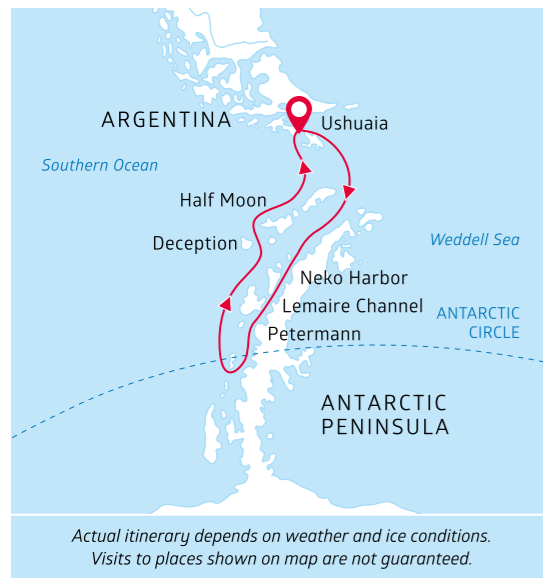 ARGENTINA
Ushuaia
Southern Ocean
Half Moon
Deception
Weddell Sea
Neko Harbor
Lemaire Channel
ANTARCTIC
CIRCLE
Petermann
ANTARCTIC
PENINSULA
Actual itinerary depends on weather and ice conditions.
Visits to places shown on map are not guaranteed.